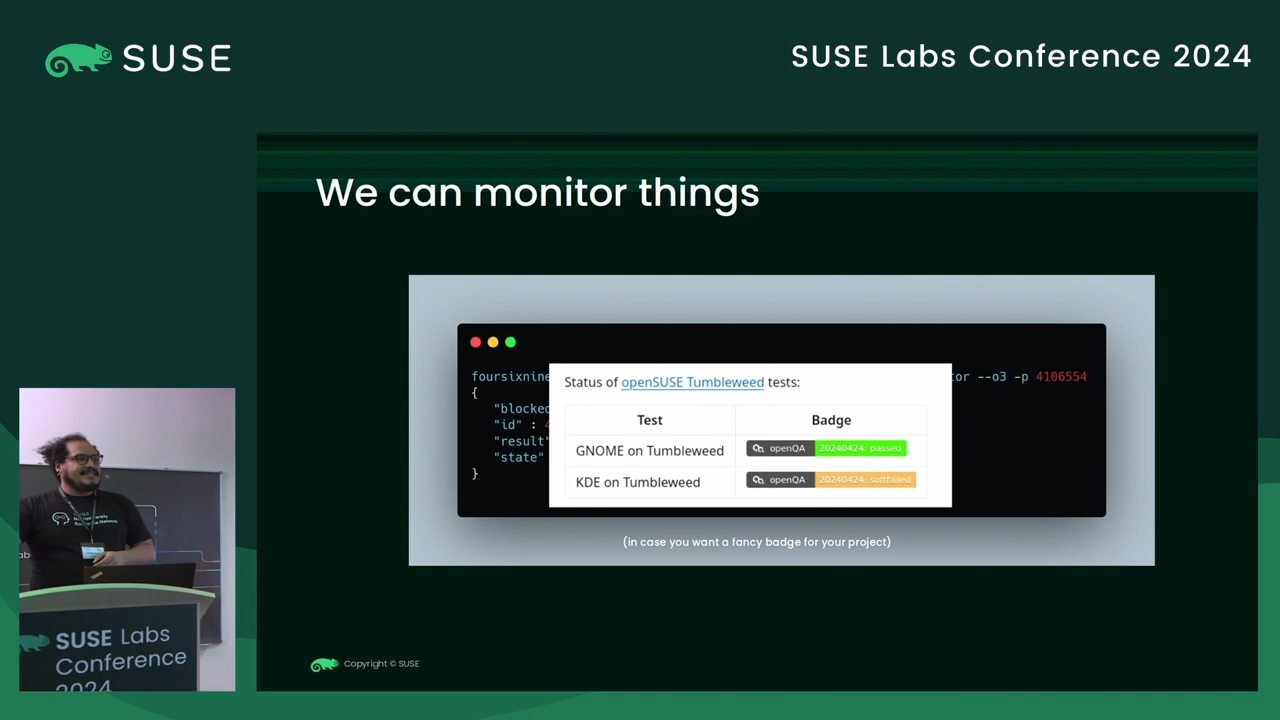 SUSE
SUSE Labs Conference 2024
We can monitor things
foursixnine
tor --o3 -p 4106554
{
"blocked
"id" : 4
"result"
"state"
}
Status of openSUSE Tumbleweed tests:
Test Badge
GNOME on Tumbleweed openQA 20240424: passed
KDE on Tumbleweed openQA 20240424: softfailed
(in case you want a fancy badge for your project)
SUSE Labs
Conference
2024
Copyright © SUSE